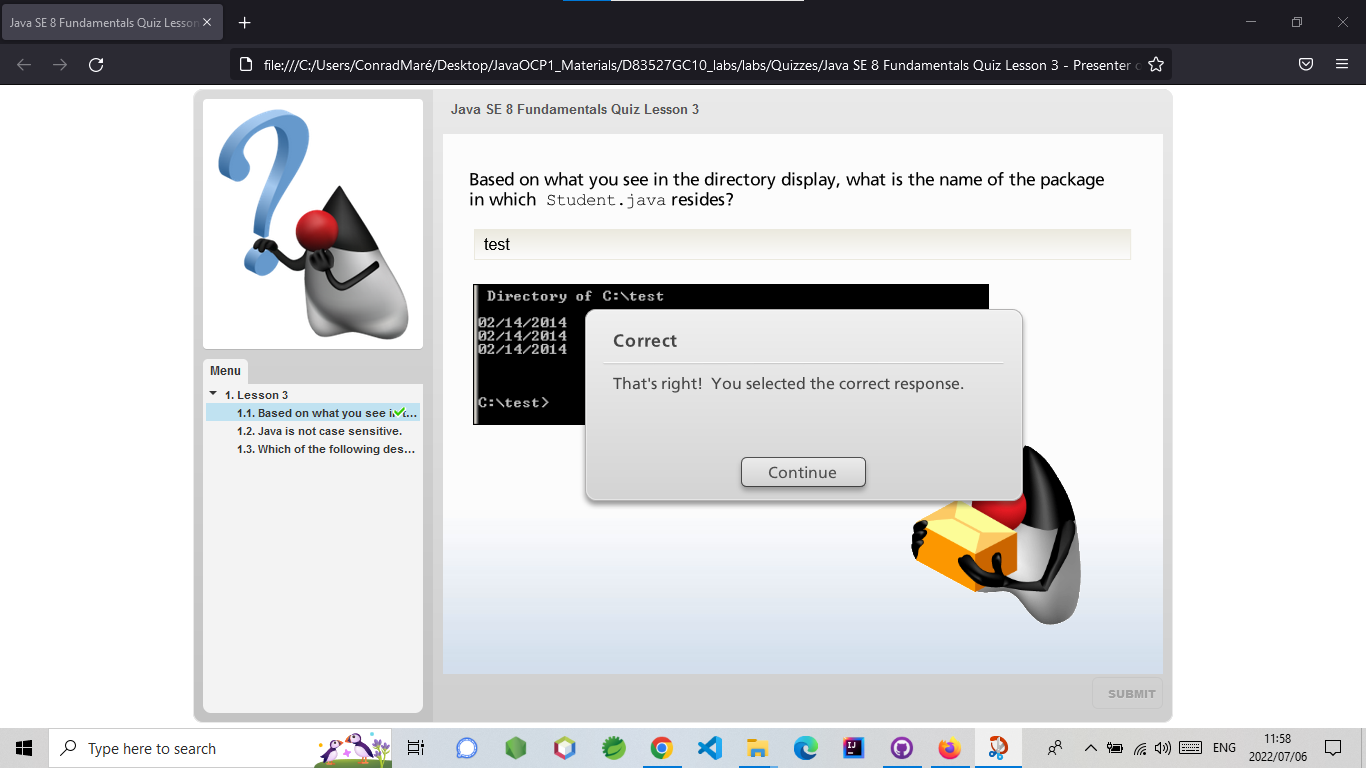 Java SE 8 Fundamentals Quiz Lesson
file:///C:/Users/ConradMaré/Desktop/JavaOCP1_Materials/D83527GC10_labs/labs/Quizzes/Java SE 8 Fundamentals Quiz Lesson 3 - Presenter
Java SE 8 Fundamentals Quiz Lesson 3
Based on what you see in the directory display, what is the name of the package
in which Student.java resides?
test
Directory of C:\test
02/14/2014
02/14/2014
02/14/2014
C:\test>
Correct
That's right! You selected the correct response.
Continue
Menu
1. Lesson 3
1.1. Based on what you see in t...
1.2. Java is not case sensitive.
1.3. Which of the following des...
SUBMIT
Type here to search
IJ
ENG
11:58
2022/07/06